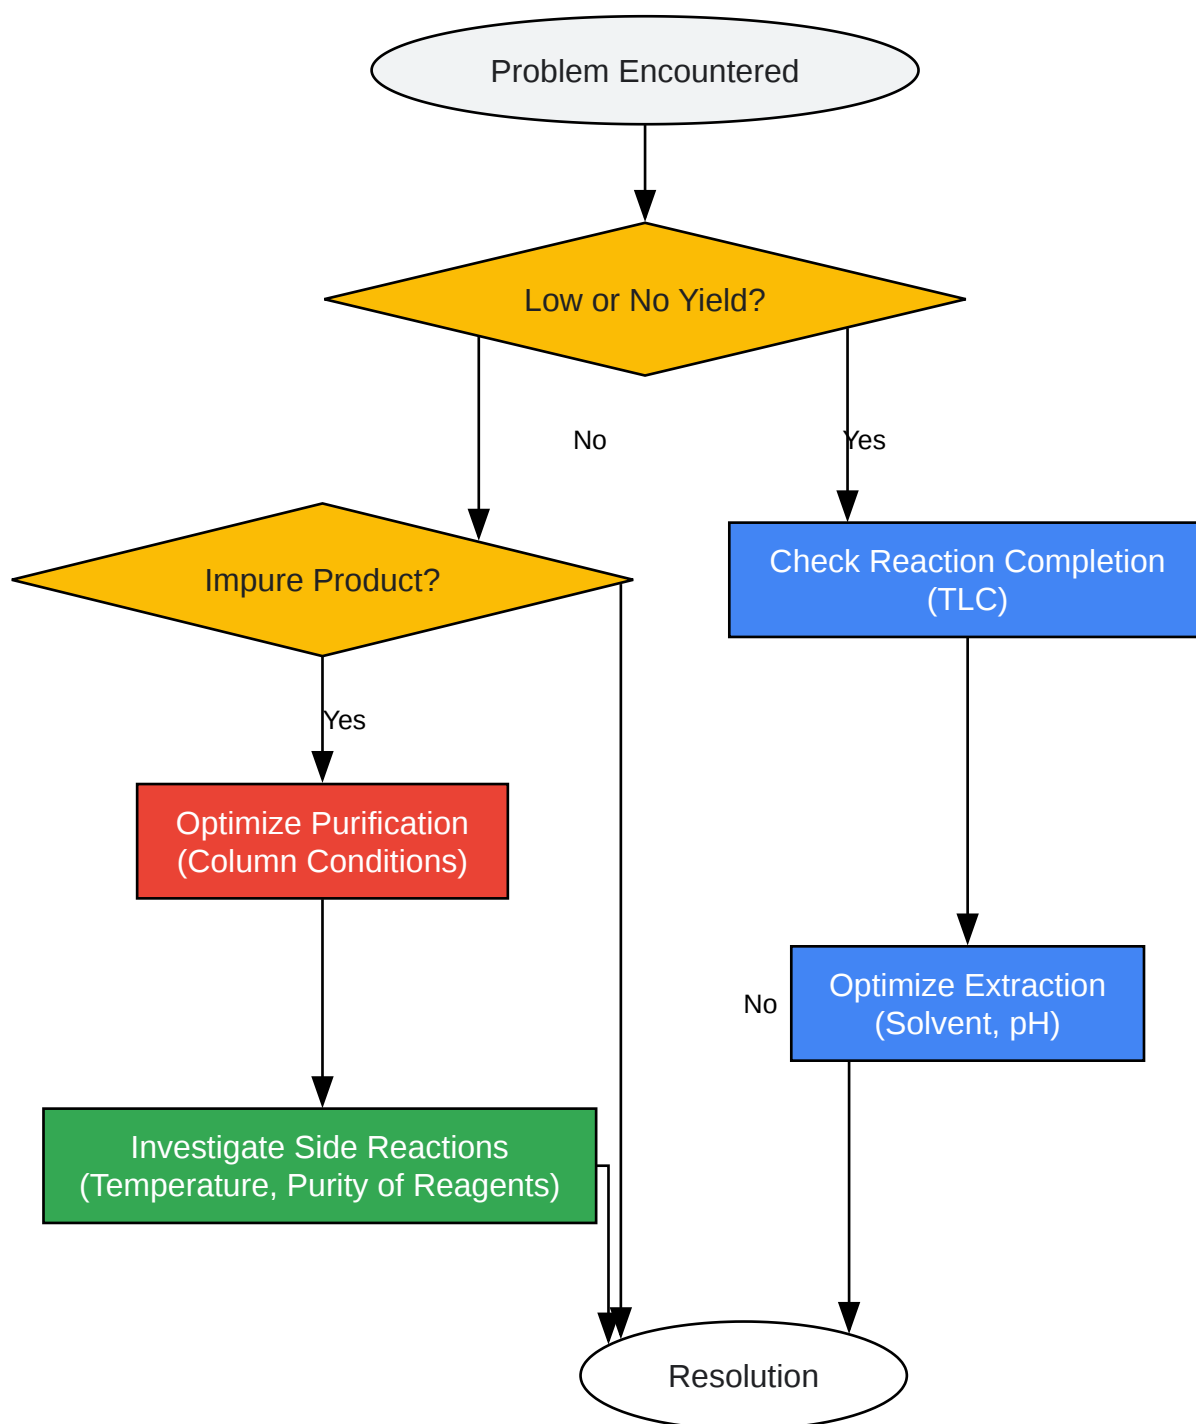 Problem Encountered
Low or No Yield?
No
Yes
Impure Product?
Check Reaction Completion
(TLC)
Yes
Optimize Purification
(Column Conditions)
No
Optimize Extraction
(Solvent, pH)
Investigate Side Reactions
(Temperature, Purity of Reagents)
Resolution